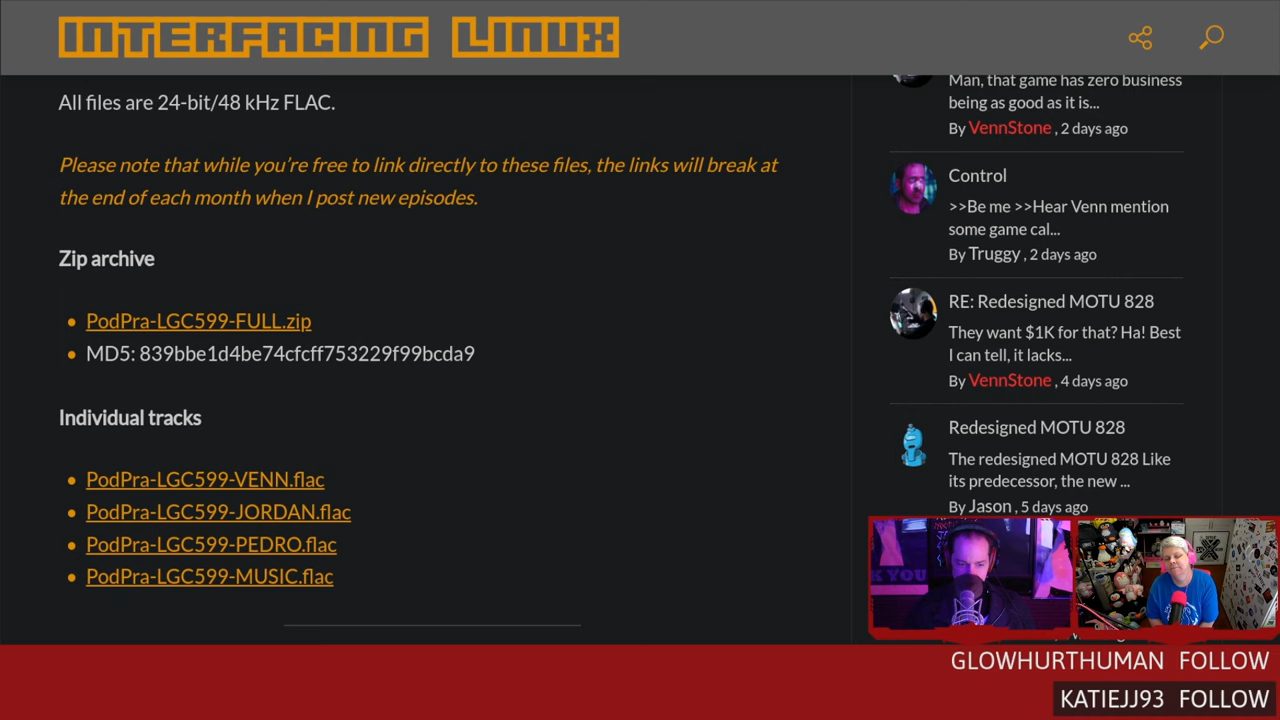 INTERFACING LINUX
All files are 24-bit/48 kHz FLAC.
Please note that while you're free to link directly to these files, the links will break at
the end of each month when I post new episodes.
Zip archive
PodPra-LGC599-FULL.zip
MD5: 839bbe1d4be74cfcff753229f99bcda9
Individual tracks
PodPra-LGC599-VENN.flac
PodPra-LGC599-JORDAN.flac
PodPra-LGC599-PEDRO.flac
PodPra-LGC599-MUSIC.flac
Man, that game has zero business
being as good as it is...
By VennStone , 2 days ago
Control
>>Be me >>Hear Venn mention
some game cal...
By Truggy , 2 days ago
RE: Redesigned MOTU 828
They want $1K for that? Ha! Best
I can tell, it lacks...
By VennStone , 4 days ago
Redesigned MOTU 828
The redesigned MOTU 828 Like
its predecessor, the new ...
By Jason , 5 days ago
GLOWHURTHUMAN FOLLOW
KATIEJJ93 FOLLOW